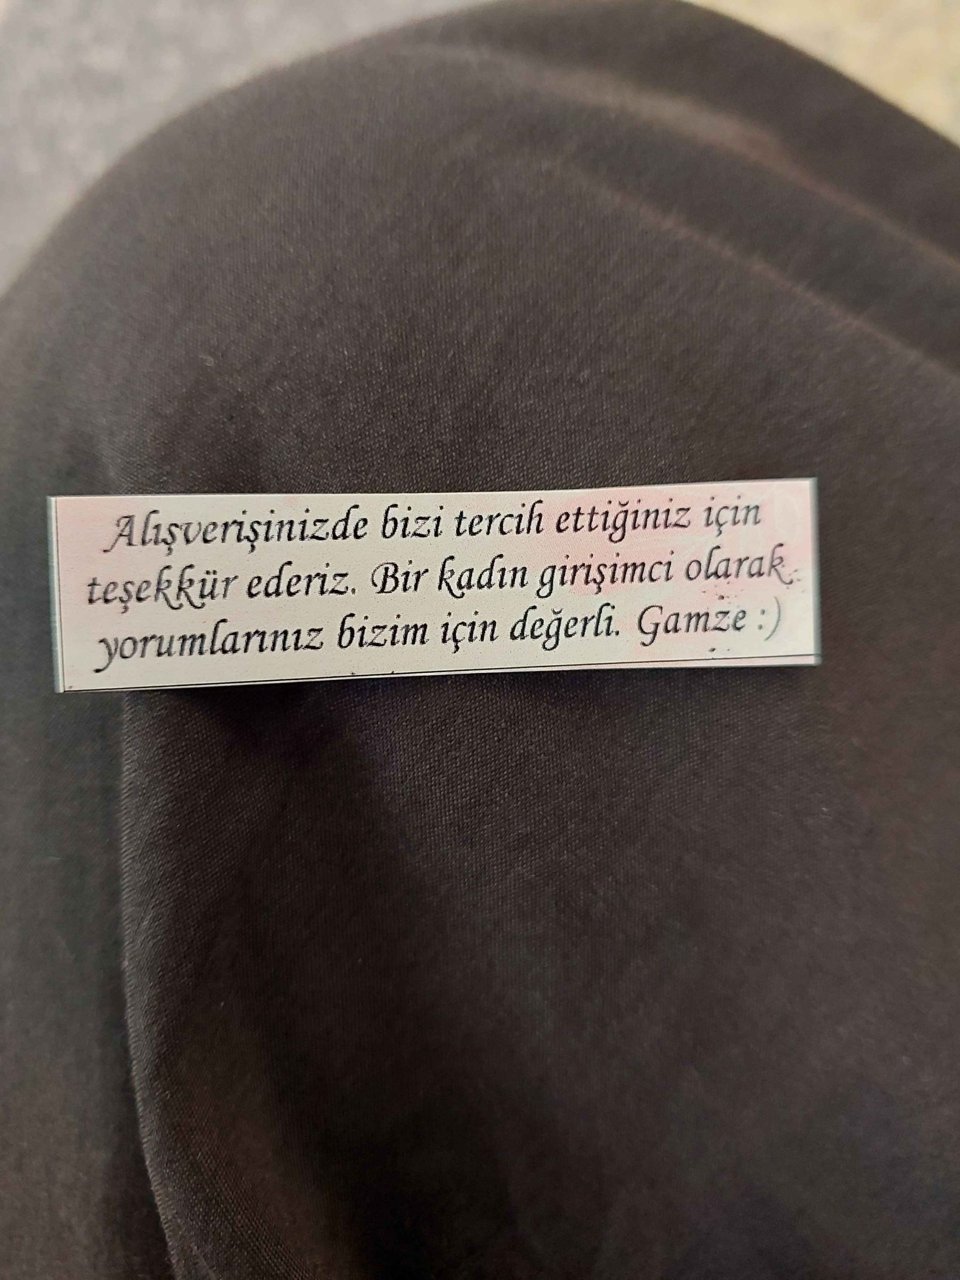 Alışverişinizde bizi tercih ettiğiniz için
teşekkür ederiz. Bir kadın girişimci olarak
yorumlarınız bizim için değerli. Gamze :)